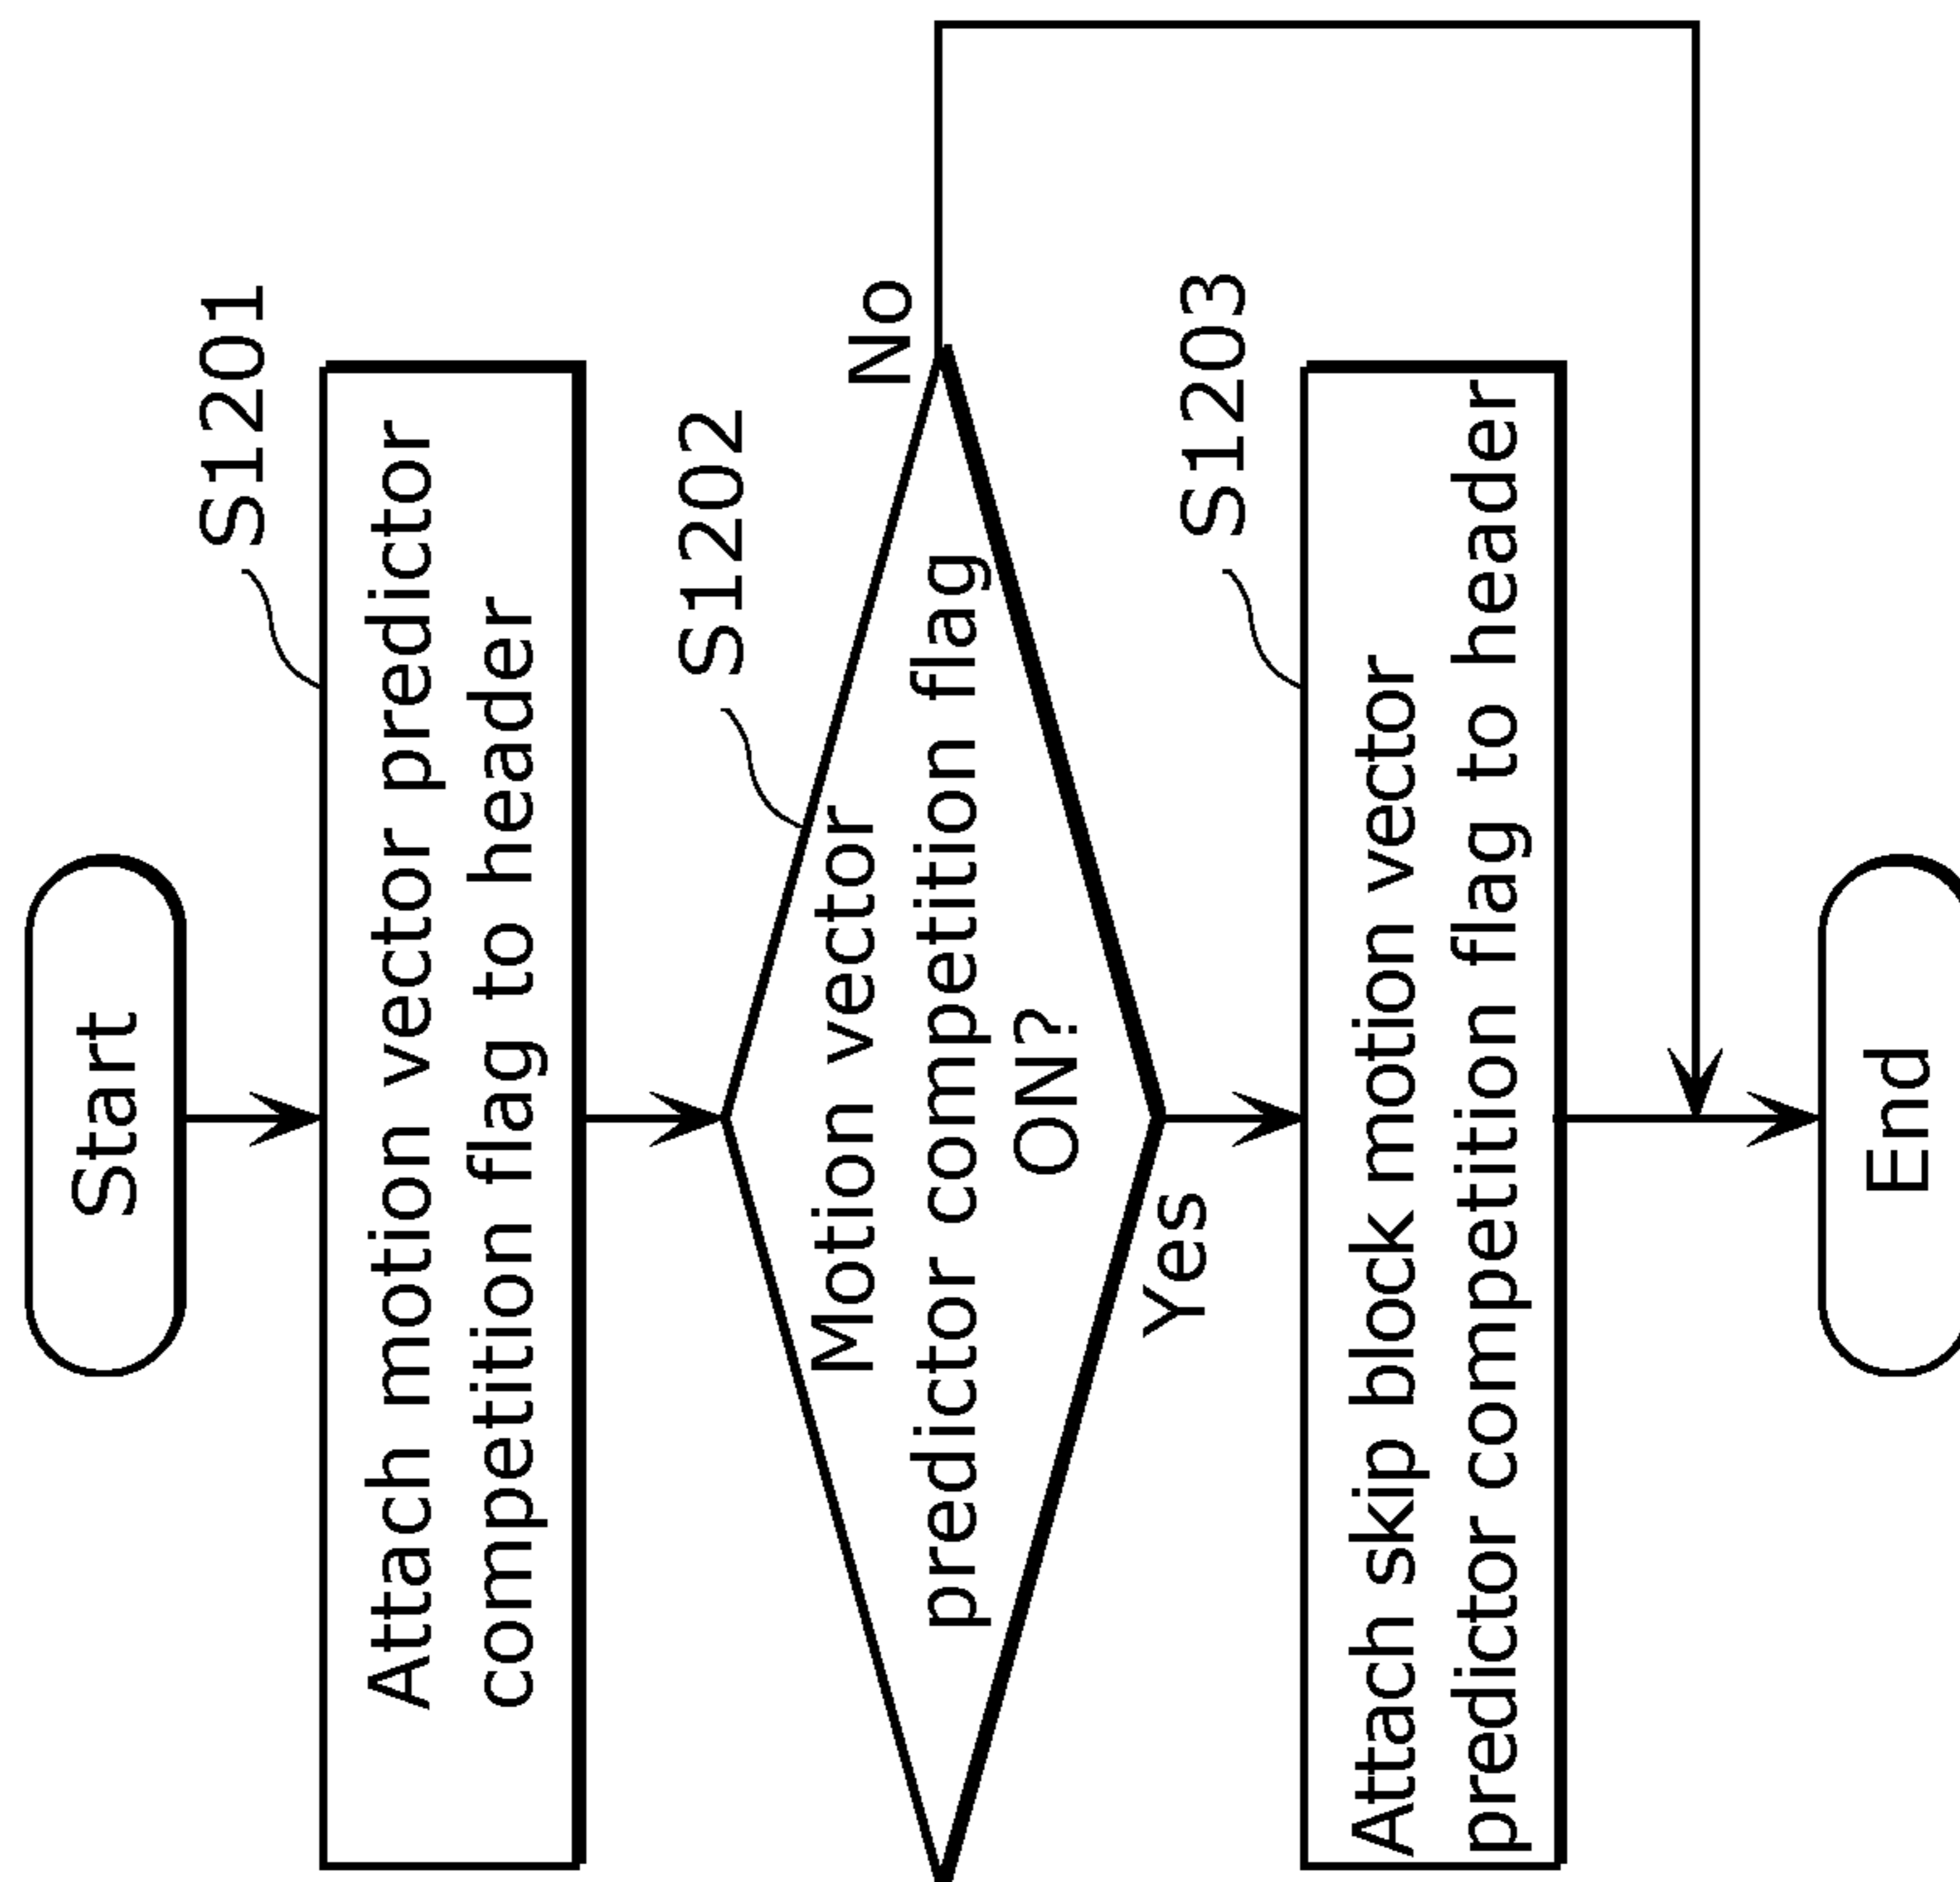 Start
S1201
Attach motion vector predictor
competition flag to header
S1202
Motion vector
predictor competition flag
ON?
No
Yes
S1203
Attach skip block motion vector
predictor competition flag to header
End